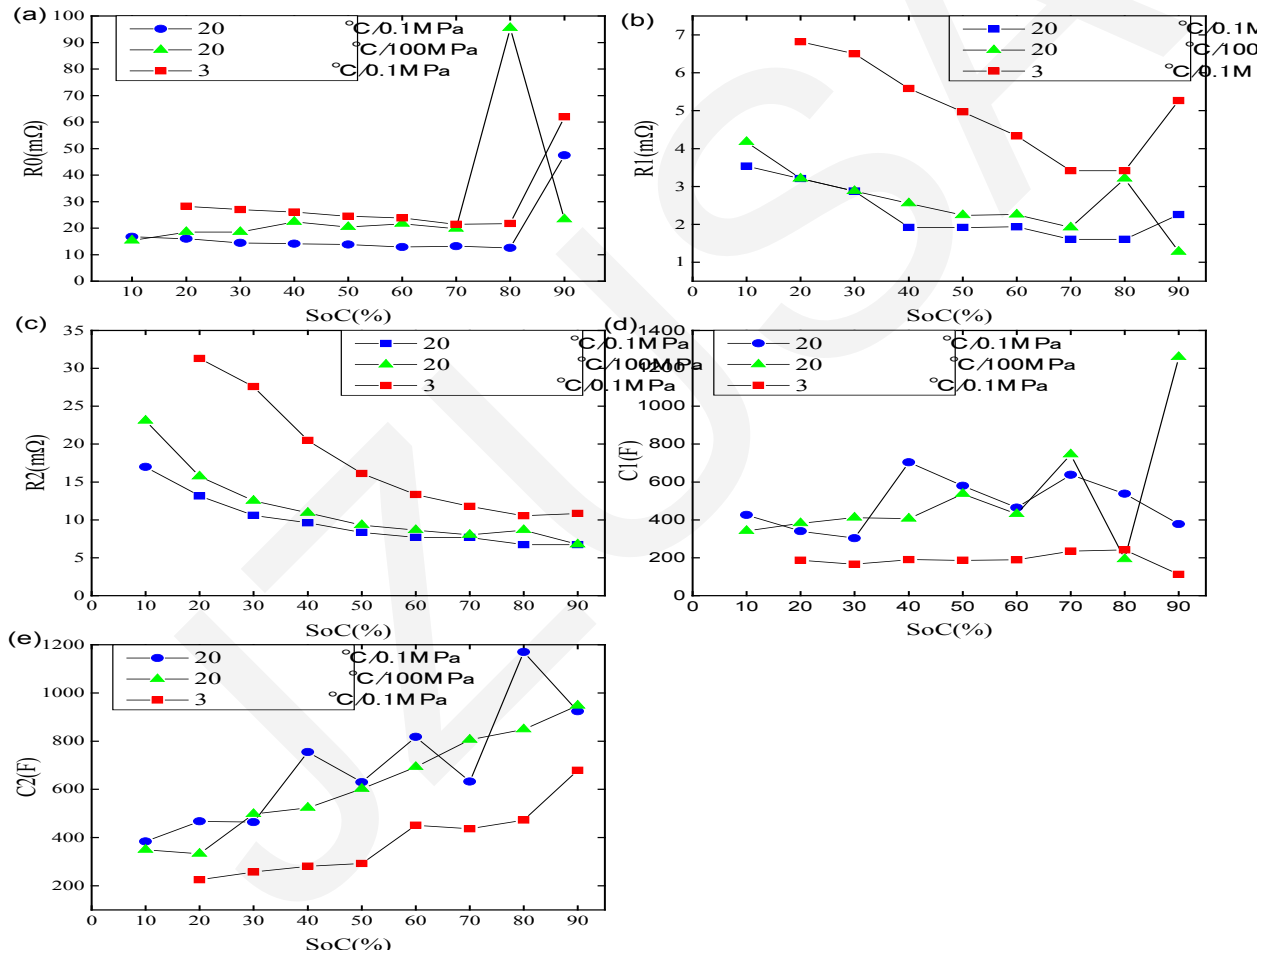 (a)
20 °C/0.1MPa
20 °C/100MPa
3 °C/0.1MPa
R0(mΩ)
100
90
80
70
60
50
40
30
20
10
0
10 20 30 40 50 60 70 80 90
SoC(%)
(b)
20 °C/0.1M
20 °C/100
3 °C/0.1M
R1(mΩ)
7
6
5
4
3
2
1
0 10 20 30 40 50 60 70 80 90
SoC(%)
(c)
20 °C/0.1MPa
20 °C/100MPa
3 °C/0.1MPa
R2(mΩ)
35
30
25
20
15
10
5
0
0 10 20 30 40 50 60 70 80 90
SoC(%)
(d)
20 °C/0.1MPa
20 °C/100MPa
3 °C/0.1MPa
C1(F)
1400
1200
1000
800
600
400
200
0
0 10 20 30 40 50 60 70 80 90
SoC(%)
(e)
20 °C/0.1MPa
20 °C/100MPa
3 °C/0.1MPa
C2(F)
1200
1000
800
600
400
200
0 10 20 30 40 50 60 70 80 90
SoC(%)
JZUSA